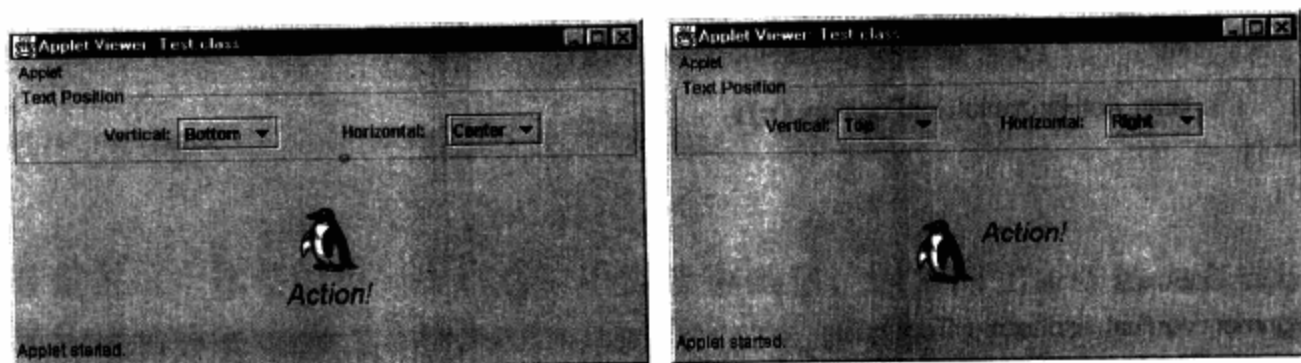 Applet Viewer: Test.class
Applet
Text Position
Vertical: Bottom Horizontal: Center
Action!
Applet started.
Applet Viewer: Test.class
Applet
Text Position
Vertical: Top Horizontal: Right
Action!
Applet started.